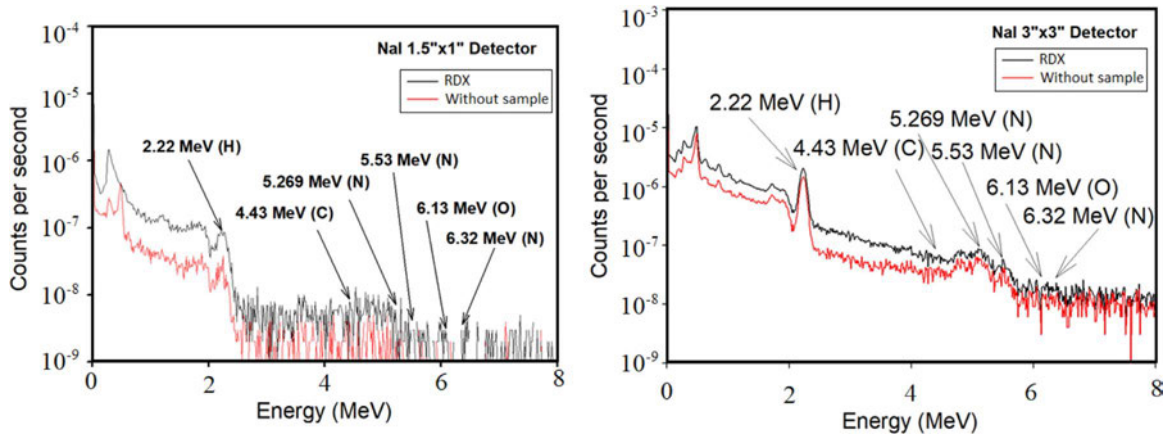 NaI 1.5"x1" Detector
RDX
Without sample
2.22 MeV (H)
5.53 MeV (N)
5.269 MeV (N)
4.43 MeV (C)
6.13 MeV (O)
6.32 MeV (N)
Counts per second
10⁻⁴
10⁻⁵
10⁻⁶
10⁻⁷
10⁻⁸
10⁻⁹
0 2 4 6 8
Energy (MeV)
NaI 3"x3" Detector
RDX
Without sample
2.22 MeV (H)
5.269 MeV (N)
4.43 MeV (C) 5.53 MeV (N)
6.13 MeV (O)
6.32 MeV (N)
Counts per second
10⁻³
10⁻⁴
10⁻⁵
10⁻⁶
10⁻⁷
10⁻⁸
10⁻⁹
0 2 4 6 8
Energy (MeV)